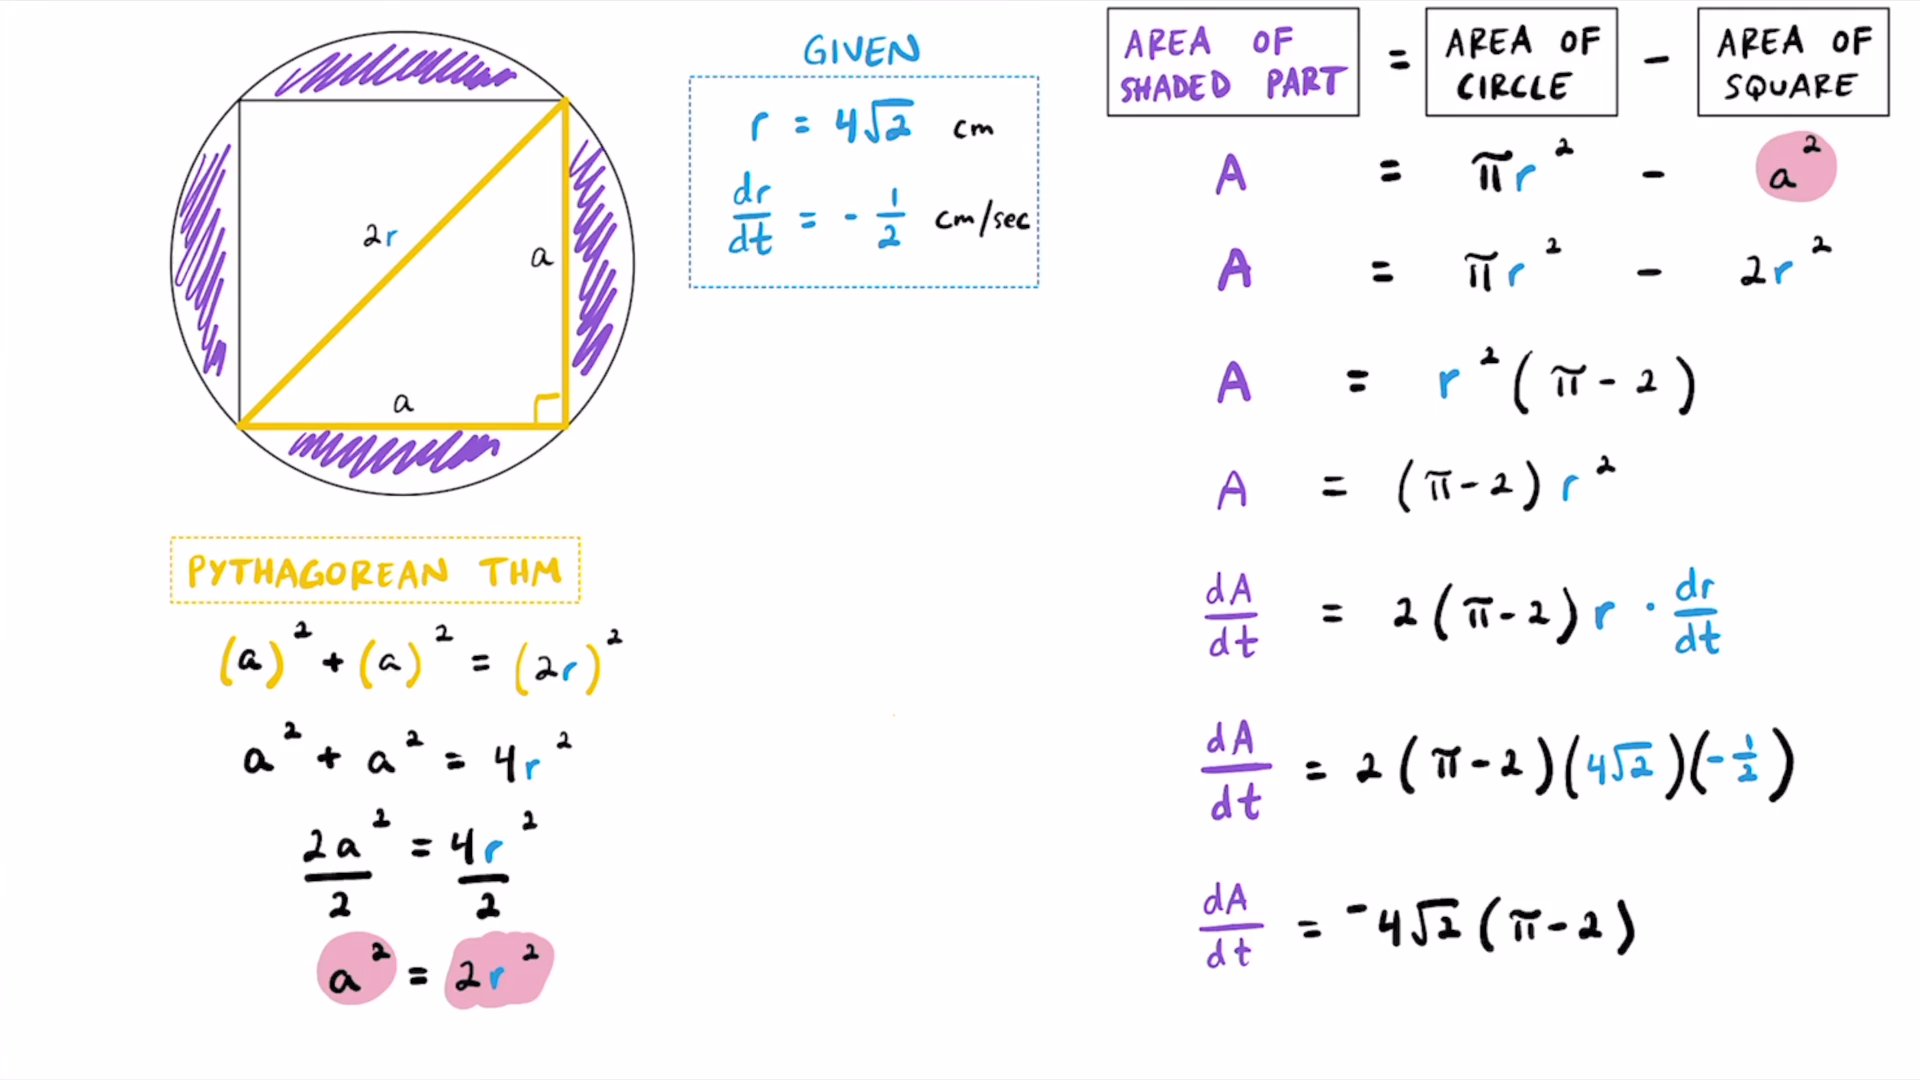 2r
a
a
PYTHAGOREAN THM
(a)² + (a)² = (2r)²
a² + a² = 4r²
2a²/2 = 4r²/2
a² = 2r²
GIVEN
r = 4√2 cm
dr/dt = - 1/2 cm/sec
AREA OF SHADED PART = AREA OF CIRCLE - AREA OF SQUARE
A = πr² - a²
A = πr² - 2r²
A = r²(π-2)
A = (π-2)r²
dA/dt = 2(π-2)r · dr/dt
dA/dt = 2(π-2)(4√2)(-1/2)
dA/dt = -4√2(π-2)